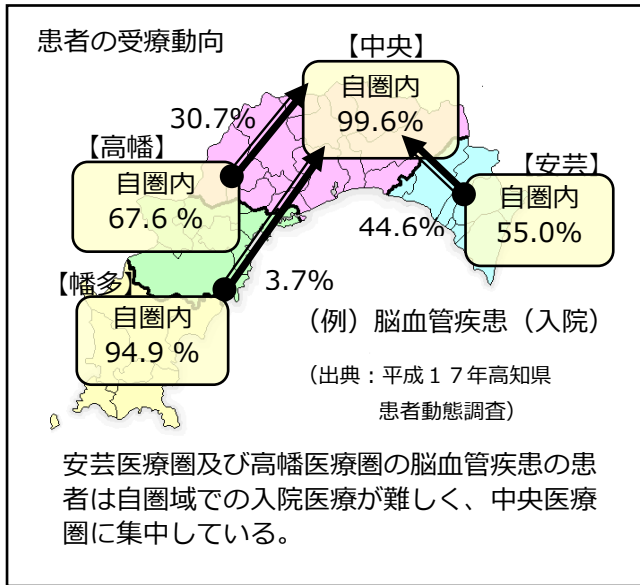 患者の受療動向
【中央】
自圏内
99.6%
30.7%
【高幡】
自圏内
67.6 %
【安芸】
自圏内
55.0%
44.6%
3.7%
【幡多】
自圏内
94.9 %
(例)脳血管疾患(入院)
(出典:平成17年高知県
患者動態調査)
安芸医療圏及び高幡医療圏の脳血管疾患の患
者は自圏域での入院医療が難しく、中央医療
圏に集中している。